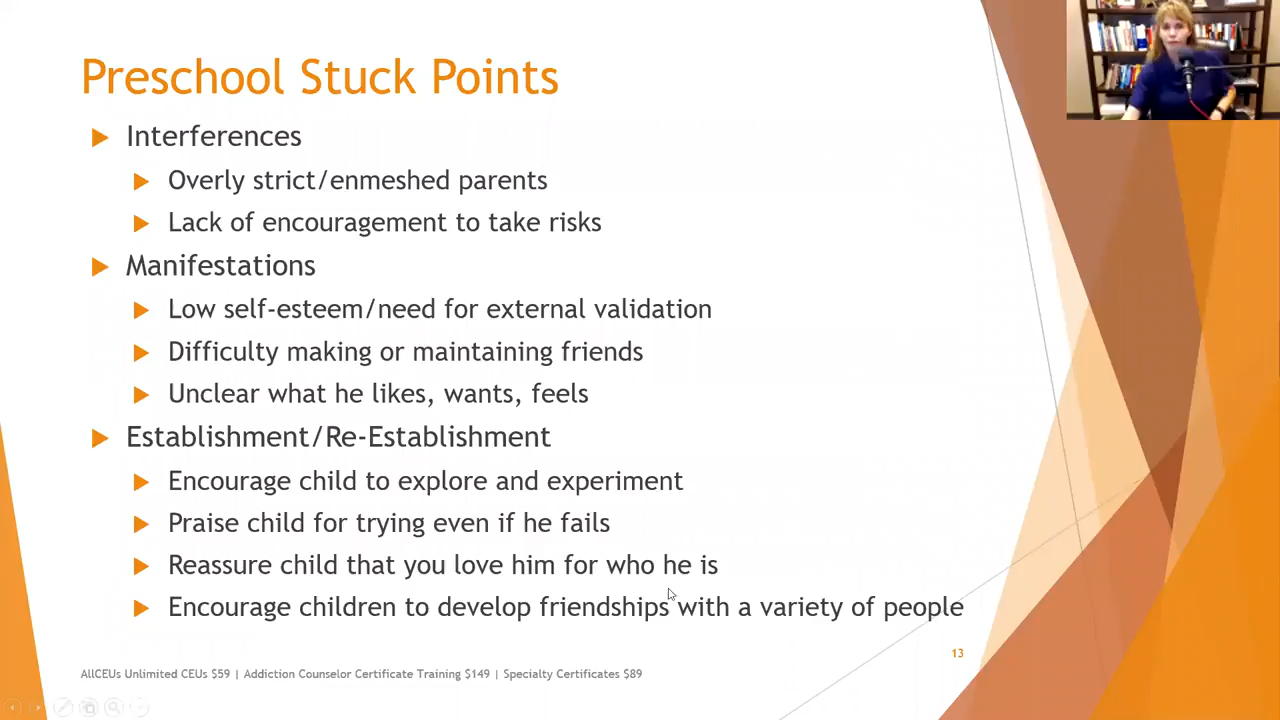 Preschool Stuck Points
Interferences
Overly strict/enmeshed parents
Lack of encouragement to take risks
Manifestations
Low self-esteem/need for external validation
Difficulty making or maintaining friends
Unclear what he likes, wants, feels
Establishment/Re-Establishment
Encourage child to explore and experiment
Praise child for trying even if he fails
Reassure child that you love him for who he is
Encourage children to develop friendships with a variety of people
13
AllCEUs Unlimited CEUs $59 | Addiction Counselor Certificate Training $149 | Specialty Certificates $89